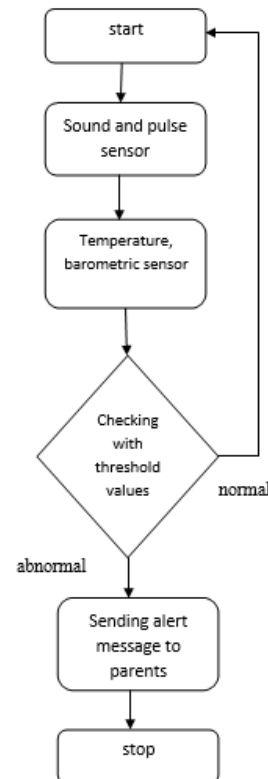 start
Sound and pulse
sensor
Temperature,
barometric sensor
Checking
with
threshold
values
normal
abnormal
Sending alert
message to
parents
stop